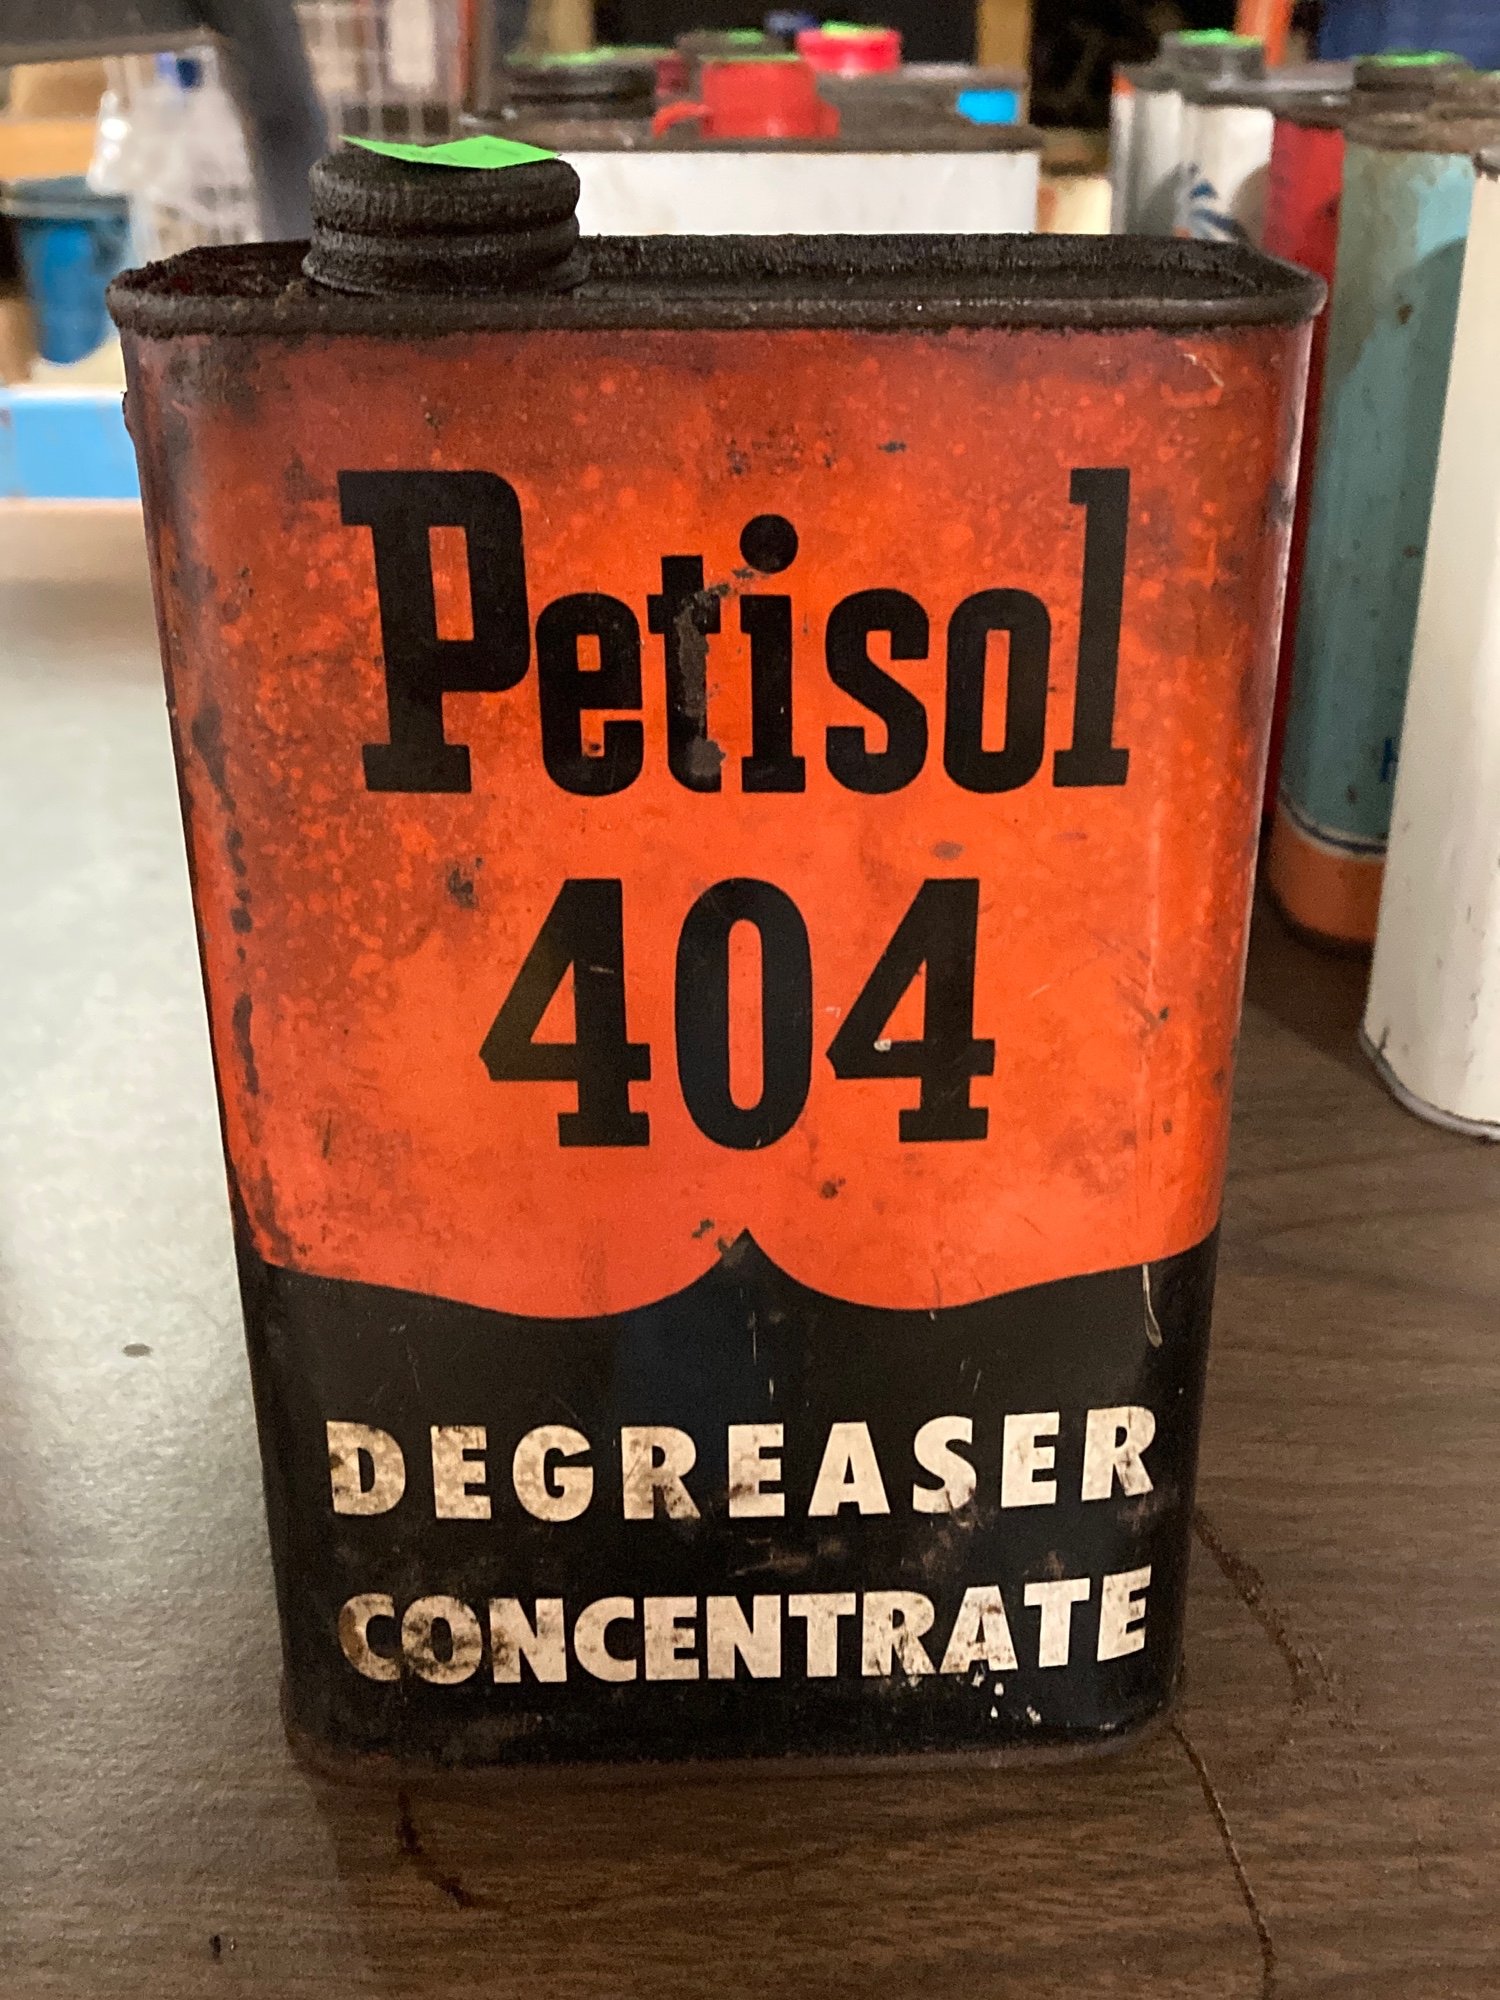 Petisol
404
DEGREASER
CONCENTRATE